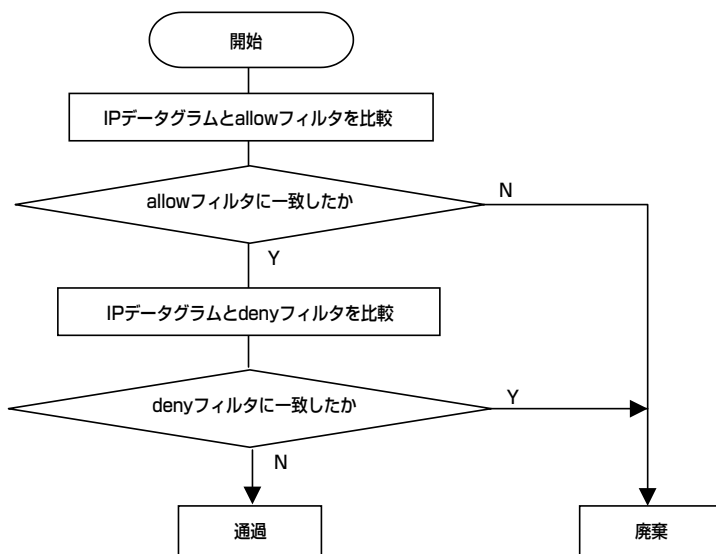 開始
IPデータグラムとallowフィルタを比較
allowフィルタに一致したか
N
Y
IPデータグラムとdenyフィルタを比較
denyフィルタに一致したか
Y
N
通過
廃棄